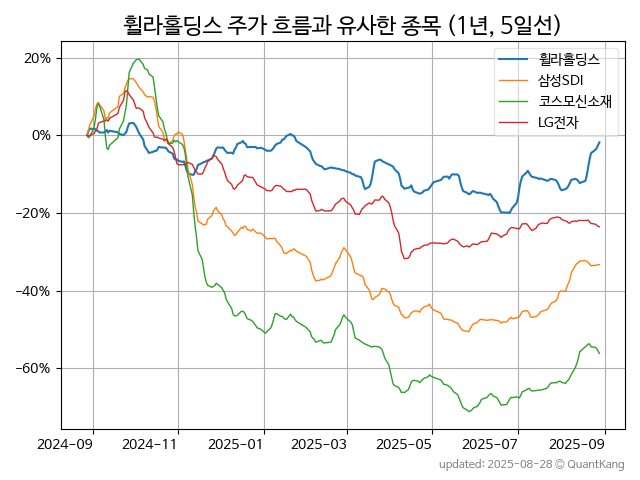 휠라홀딩스 주가 흐름과 유사한 종목 (1년, 5일선)
휠라홀딩스
삼성SDI
코스모신소재
LG전자
20%
0%
−20%
−40%
−60%
2024-09 2024-11 2025-01 2025-03 2025-05 2025-07 2025-09
updated: 2025-08-28 © QuantKang